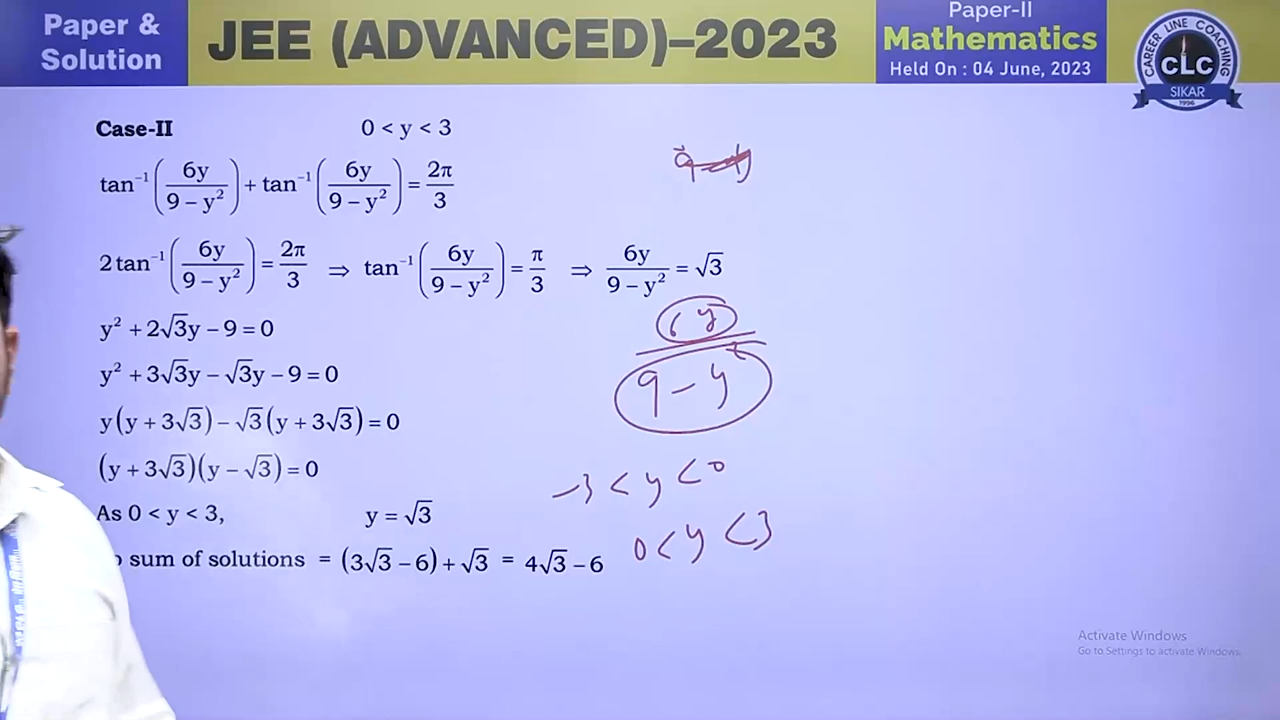 Paper &
Solution
JEE (ADVANCED)–2023
Paper-II
Mathematics
Held On : 04 June, 2023
CAREER LINE COACHING
CLC
SIKAR
1996
Case-II 0 < y < 3
tan⁻¹(6y/(9 – y²)) + tan⁻¹(6y/(9 – y²)) = 2π/3
2 tan⁻¹(6y/(9 – y²)) = 2π/3 ⇒ tan⁻¹(6y/(9 – y²)) = π/3 ⇒ 6y/(9 – y²) = √3
y² + 2√3y – 9 = 0
y² + 3√3y – √3y – 9 = 0
y(y + 3√3) – √3(y + 3√3) = 0
(y + 3√3)(y – √3) = 0
As 0 < y < 3, y = √3
sum of solutions = (3√3 – 6) + √3 = 4√3 – 6
6y
9 – y²
–3 < y < 0
0 < y < 3
Activate Windows
Go to Settings to activate Windows.